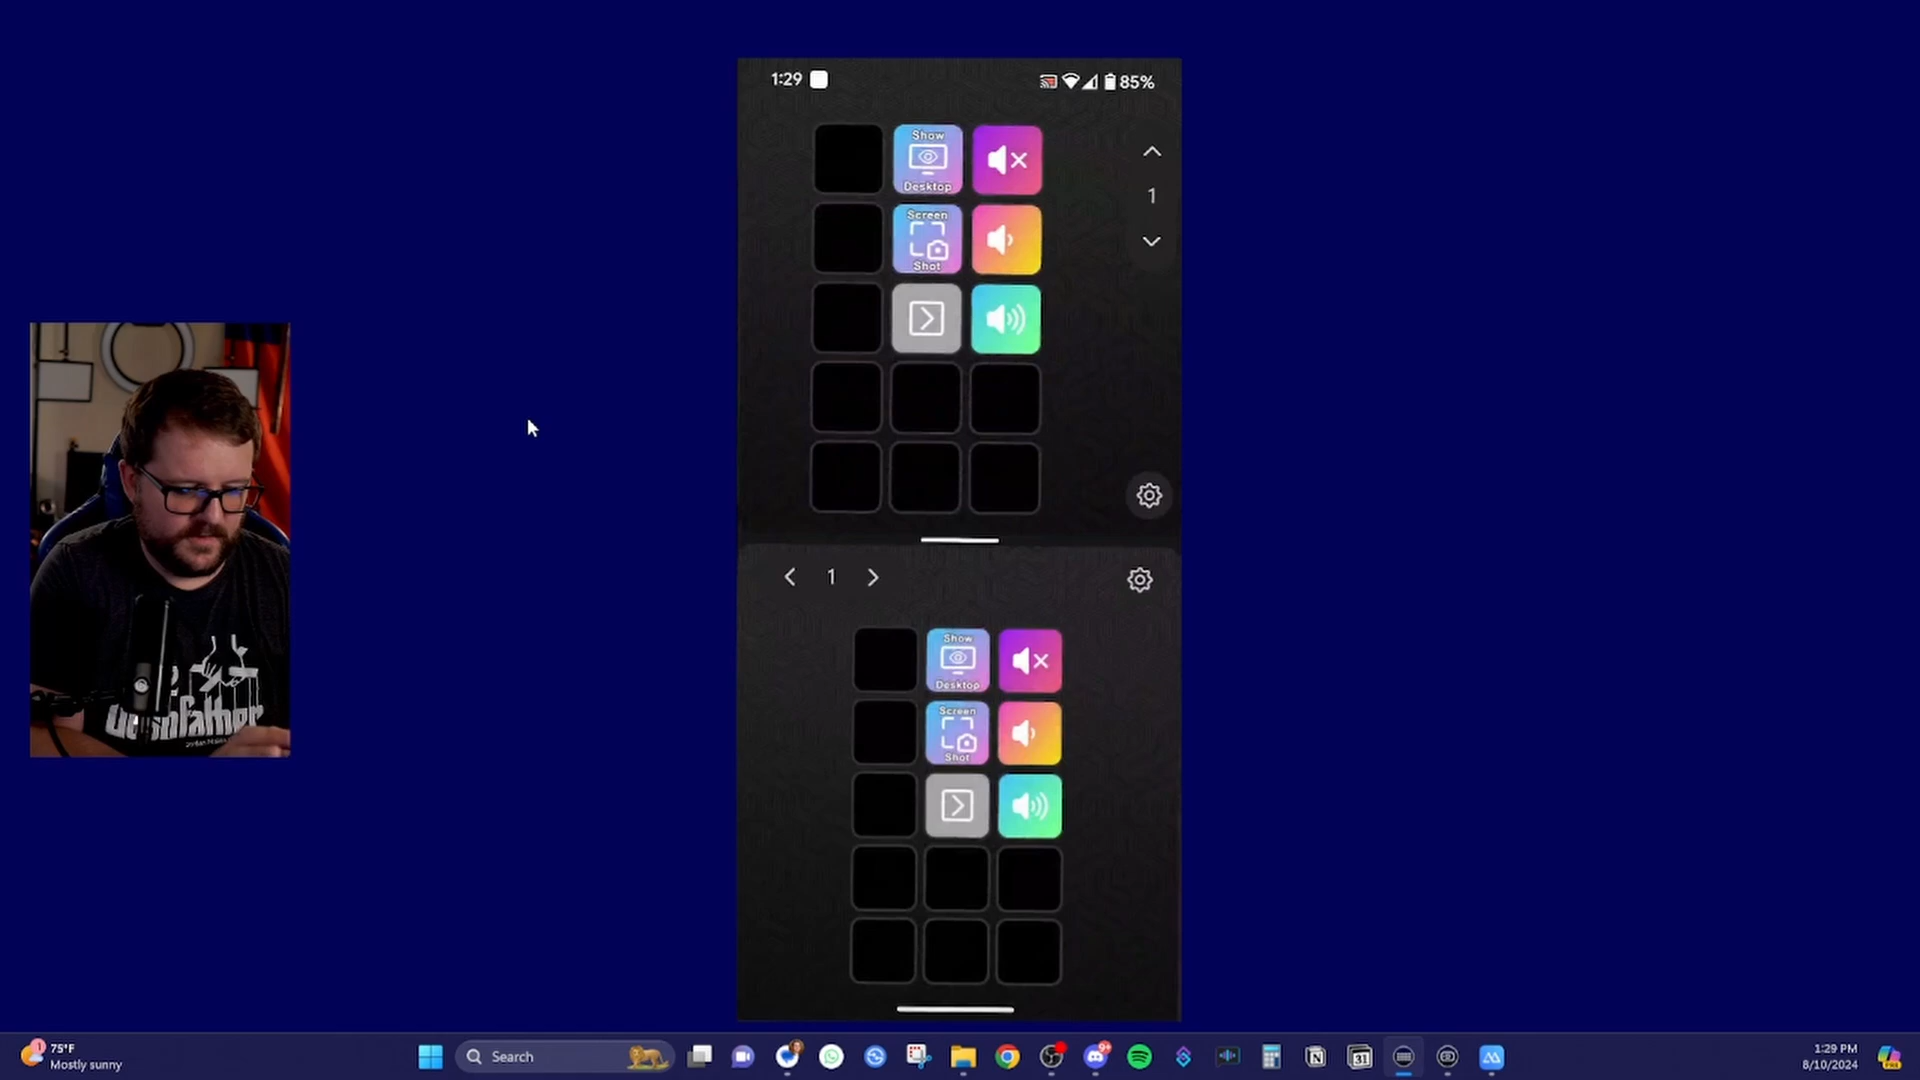 1:29
85%
Show
Desktop
1
Screen
Shot
1
Show
Desktop
Screen
Shot
75°F
Mostly sunny
Search
31
1:29 PM
8/10/2024